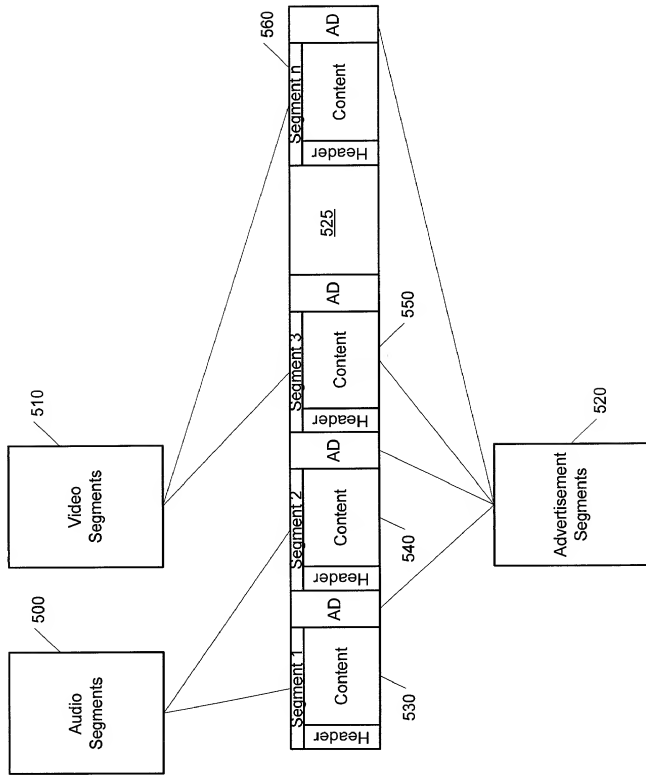 500
Audio
Segments
510
Video
Segments
560
Segment 1
Header
Content
AD
Segment 2
Header
Content
AD
Segment 3
Header
Content
AD
525
Segment n
Header
Content
AD
530
540
550
520
Advertisement
Segments